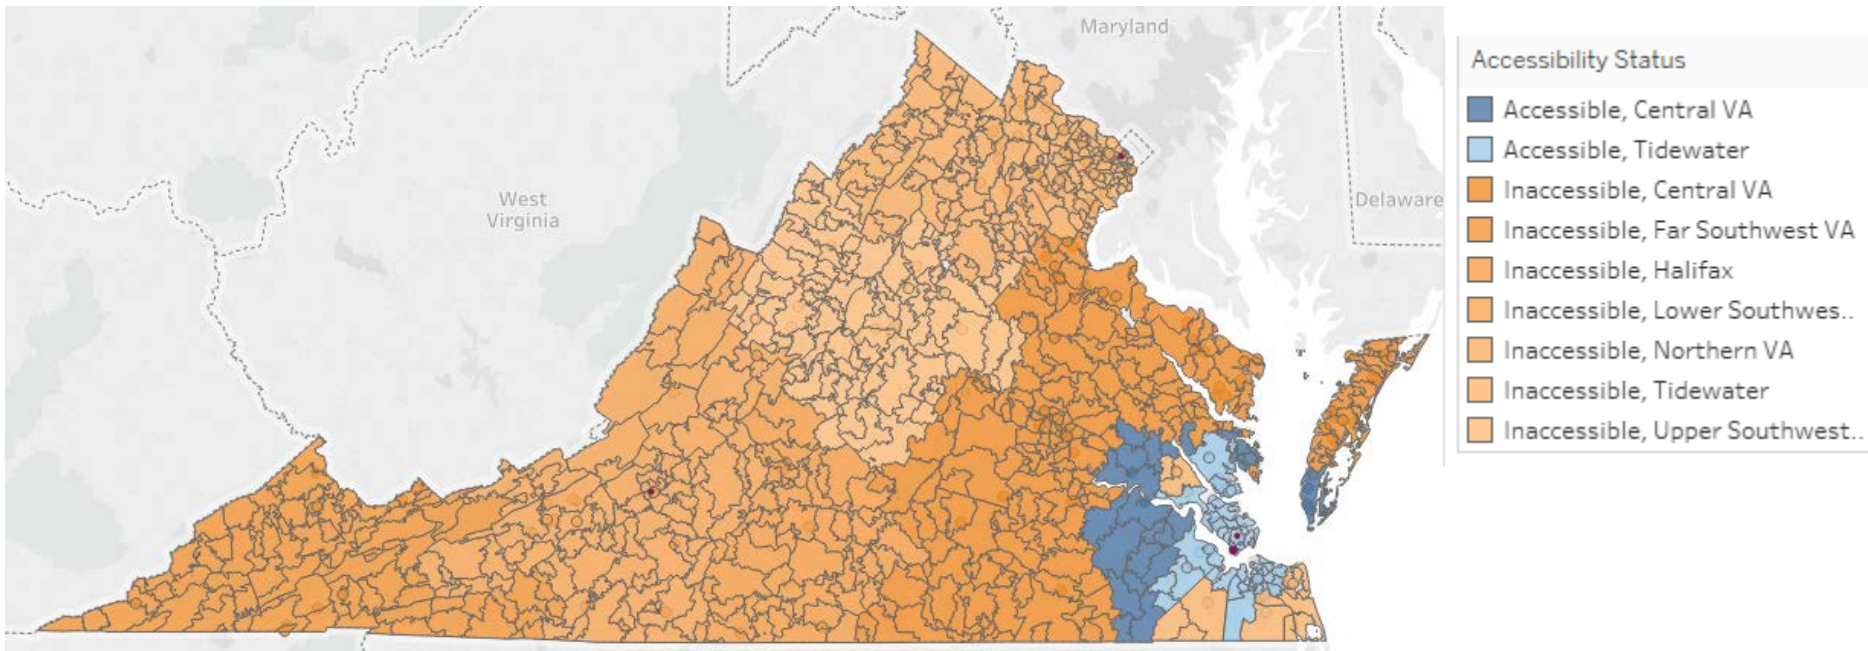 Maryland
West
Virginia
Delaware
Accessibility Status
Accessible, Central VA
Accessible, Tidewater
Inaccessible, Central VA
Inaccessible, Far Southwest VA
Inaccessible, Halifax
Inaccessible, Lower Southwes..
Inaccessible, Northern VA
Inaccessible, Tidewater
Inaccessible, Upper Southwest..